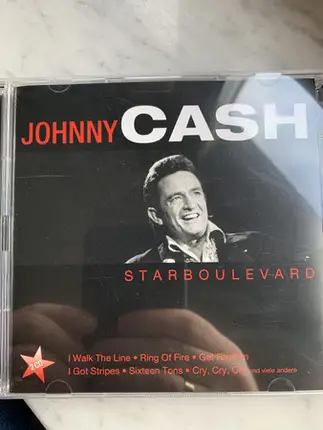 JOHNNY CASH
STARBOULEVARD
I Walk The Line • Ring Of Fire • Get Rhythm
I Got Stripes • Sixteen Tons • Cry, Cry, Cry und viele andere
2CD